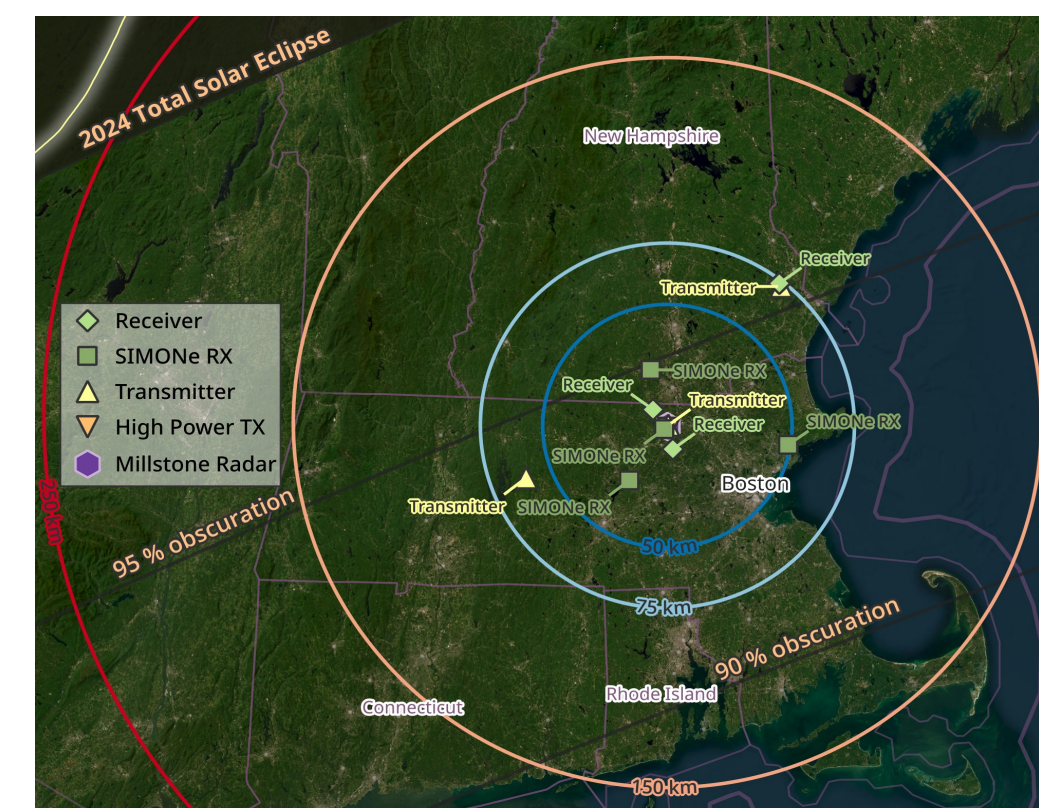 2024 Total Solar Eclipse
New Hampshire
Receiver
Transmitter
Receiver
SIMONe RX
Transmitter
High Power TX
Millstone Radar
SIMONe RX
Receiver
Transmitter
Receiver
SIMONe RX
SIMONe RX
Boston
Transmitter
SIMONe RX
250 km
95 % obscuration
50 km
75 km
90 % obscuration
Connecticut
Rhode Island
150 km